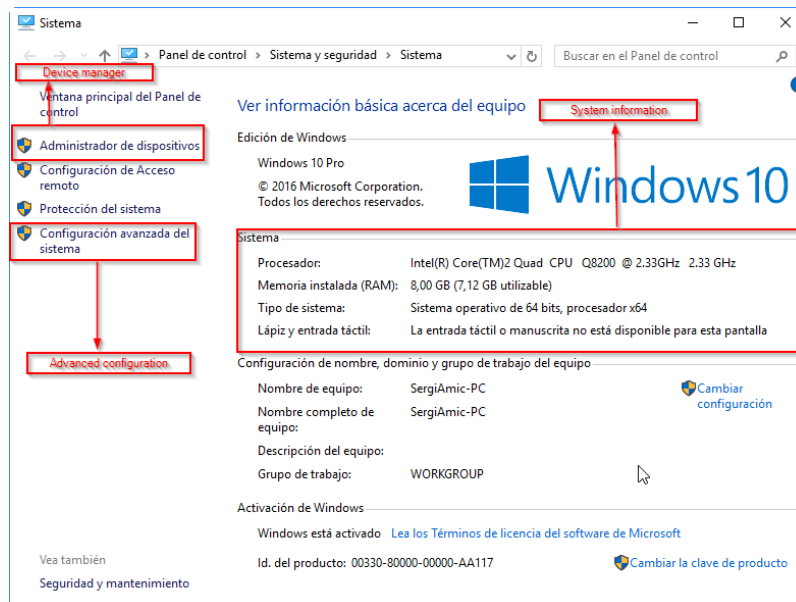 Sistema
Panel de control > Sistema y seguridad > Sistema
Buscar en el Panel de control
Device manager
Ventana principal del Panel de
control
Administrador de dispositivos
Configuración de Acceso
remoto
Protección del sistema
Configuración avanzada del
sistema
Advanced configuration
Ver información básica acerca del equipo
System information
Edición de Windows
Windows 10 Pro
© 2016 Microsoft Corporation.
Todos los derechos reservados.
Windows 10
Sistema
Procesador: Intel(R) Core(TM)2 Quad CPU Q8200 @ 2.33GHz 2.33 GHz
Memoria instalada (RAM): 8,00 GB (7,12 GB utilizable)
Tipo de sistema: Sistema operativo de 64 bits, procesador x64
Lápiz y entrada táctil: La entrada táctil o manuscrita no está disponible para esta pantalla
Configuración de nombre, dominio y grupo de trabajo del equipo
Nombre de equipo: SergiAmic-PC
Cambiar
configuración
Nombre completo de
equipo:
SergiAmic-PC
Descripción del equipo:
Grupo de trabajo: WORKGROUP
Activación de Windows
Windows está activado Lea los Términos de licencia del software de Microsoft
Id. del producto: 00330-80000-00000-AA117
Cambiar la clave de producto
Vea también
Seguridad y mantenimiento